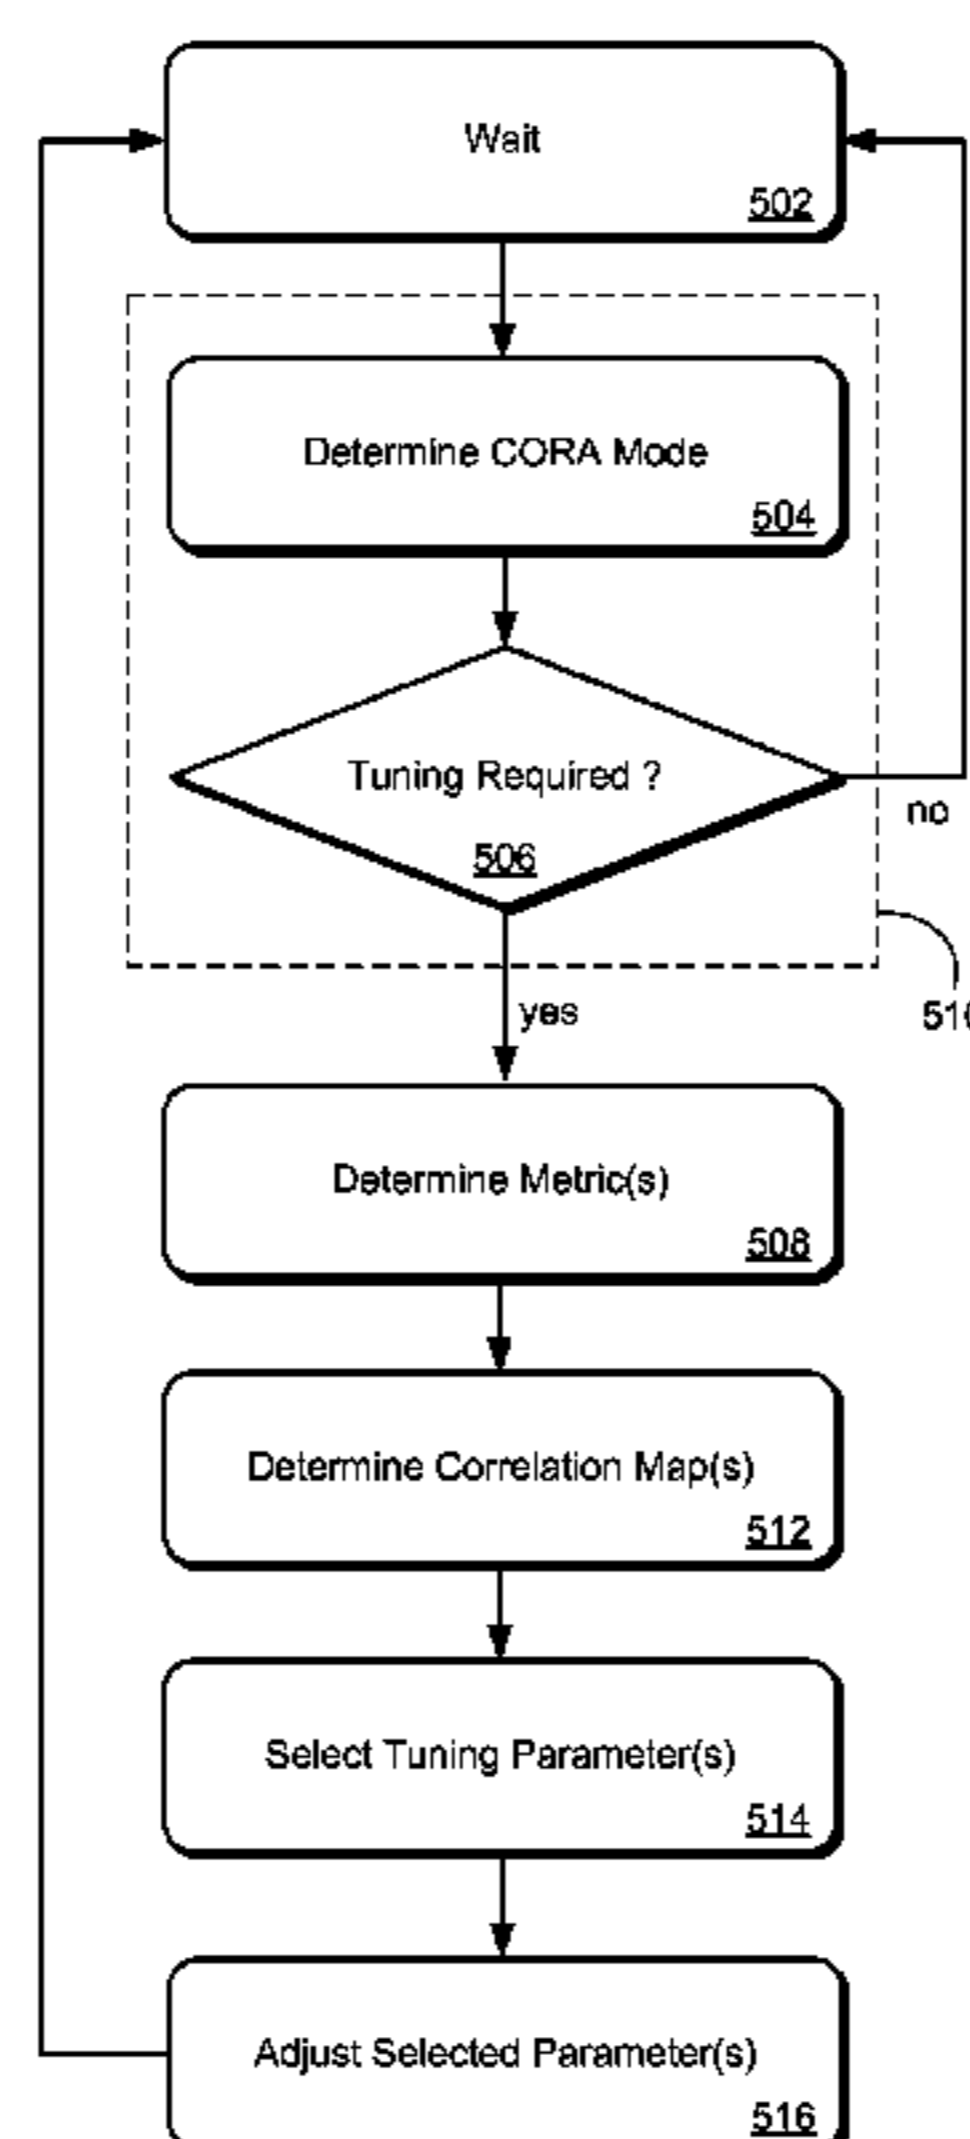 Wait
502
Determine CORA Mode
504
Tuning Required ?
506
no
yes
Determine Metric(s)
508
Determine Correlation Map(s)
512
Select Tuning Parameter(s)
514
Adjust Selected Parameter(s)
516